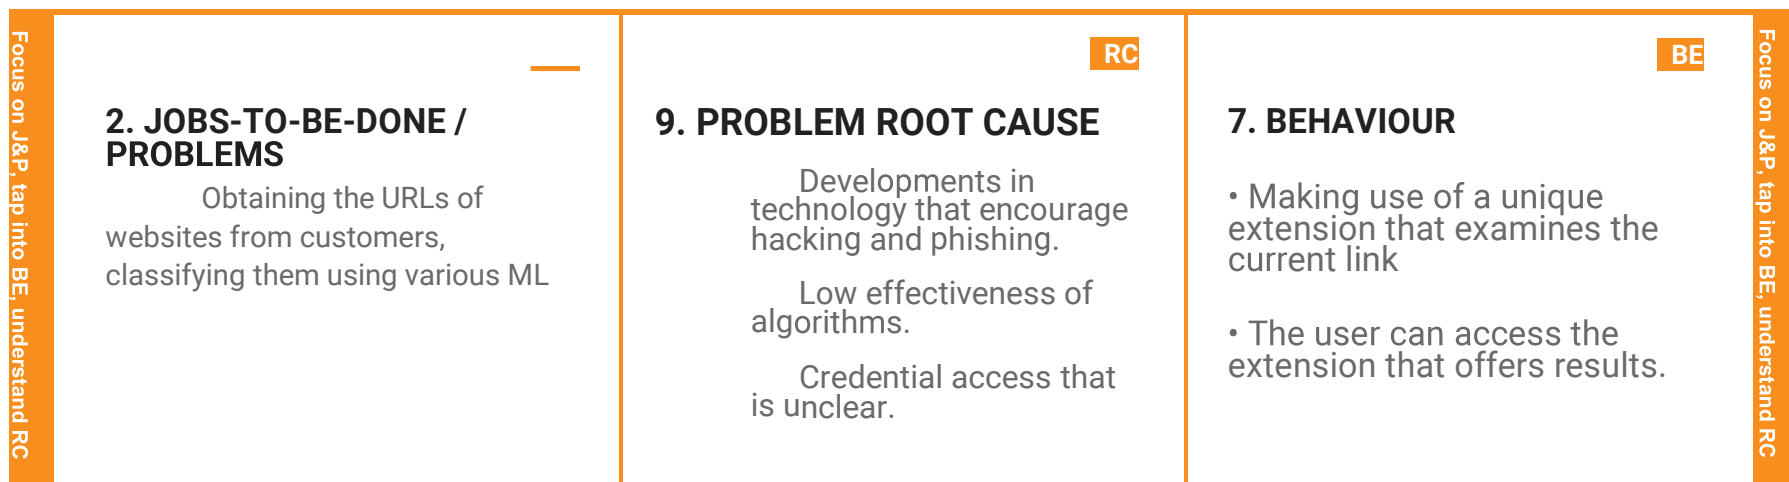 Focus on J&P, tap into BE, understand RC
2. JOBS-TO-BE-DONE /
PROBLEMS
Obtaining the URLs of
websites from customers,
classifying them using various ML
RC
9. PROBLEM ROOT CAUSE
Developments in
technology that encourage
hacking and phishing.
Low effectiveness of
algorithms.
Credential access that
is unclear.
BE
7. BEHAVIOUR
• Making use of a unique
extension that examines the
current link
• The user can access the
extension that offers results.
Focus on J&P, tap into BE, understand RC